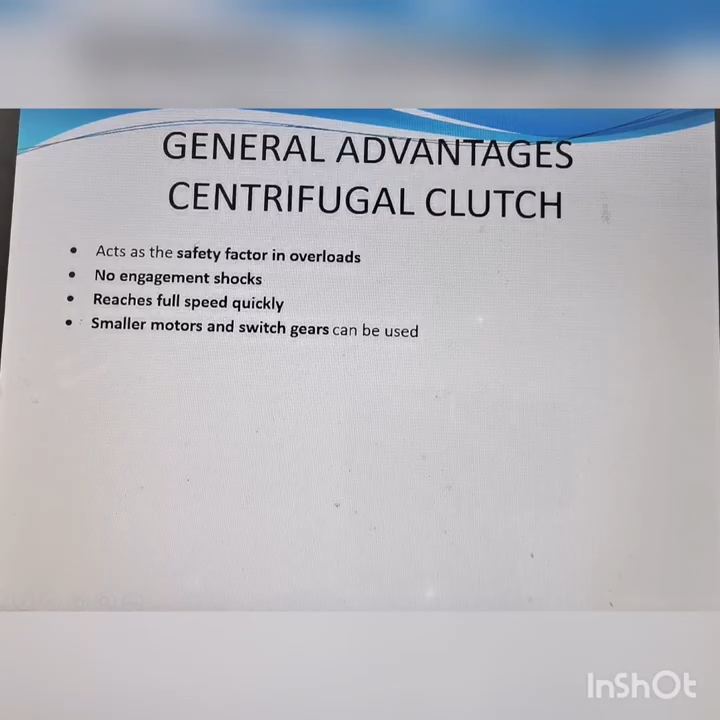 GENERAL ADVANTAGES
CENTRIFUGAL CLUTCH
• Acts as the safety factor in overloads
• No engagement shocks
• Reaches full speed quickly
• Smaller motors and switch gears can be used
InShOt